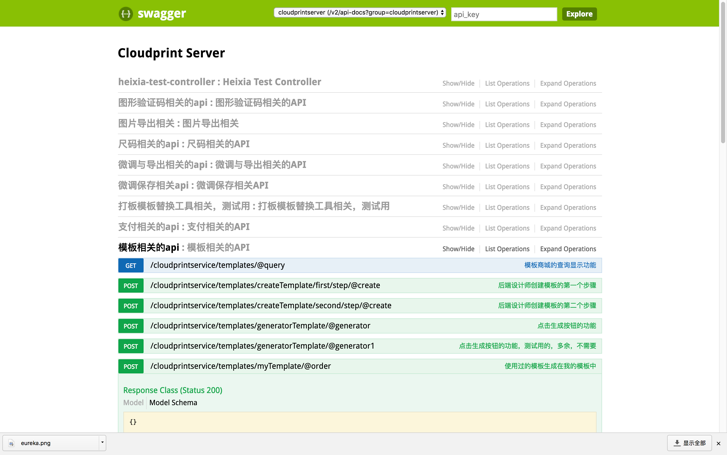 swagger
cloudprintserver (/v2/api-docs?group=cloudprintserver)
api_key
Explore
Cloudprint Server
heixia-test-controller : Heixia Test Controller Show/Hide List Operations Expand Operations
图形验证码相关的api : 图形验证码相关的API Show/Hide List Operations Expand Operations
图片导出相关 : 图片导出相关 Show/Hide List Operations Expand Operations
尺码相关的api : 尺码相关的API Show/Hide List Operations Expand Operations
微调与导出相关的api : 微调与导出相关的API Show/Hide List Operations Expand Operations
微调保存相关api : 微调保存相关API Show/Hide List Operations Expand Operations
打板模板替换工具相关，测试用 : 打板模板替换工具相关，测试用 Show/Hide List Operations Expand Operations
支付相关的api : 支付相关的API Show/Hide List Operations Expand Operations
模板相关的api : 模板相关的API Show/Hide List Operations Expand Operations
GET /cloudprintservice/templates/@query 模板商城的查询显示功能
POST /cloudprintservice/templates/createTemplate/first/step/@create 后端设计师创建模板的第一个步骤
POST /cloudprintservice/templates/createTemplate/second/step/@create 后端设计师创建模板的第二个步骤
POST /cloudprintservice/templates/generatorTemplate/@generator 点击生成按钮的功能
POST /cloudprintservice/templates/generatorTemplate/@generator1 点击生成按钮的功能，测试用的，多余，不需要
POST /cloudprintservice/templates/myTemplate/@order 使用过的模板生成在我的模板中
Response Class (Status 200)
Model Model Schema
{}
eureka.png
显示全部